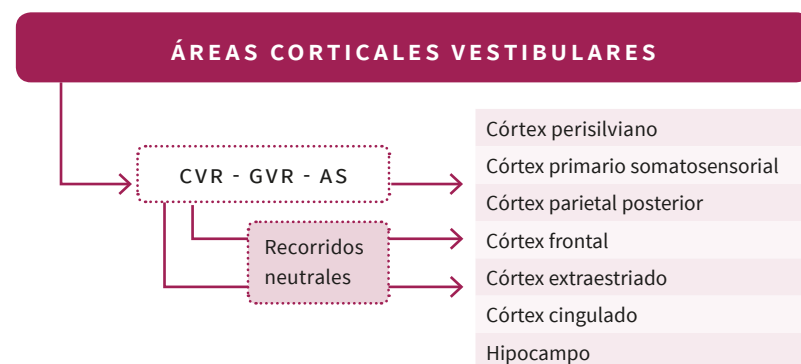 ÁREAS CORTICALES VESTIBULARES
CVR - GVR - AS
Recorridos
neutrales
Córtex perisilviano
Córtex primario somatosensorial
Córtex parietal posterior
Córtex frontal
Córtex extraestriado
Córtex cingulado
Hipocampo